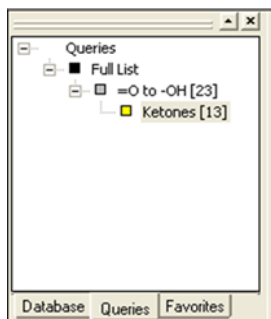 Queries
Full List
=O to -OH [23]
Ketones [13]
Database Queries Favorites